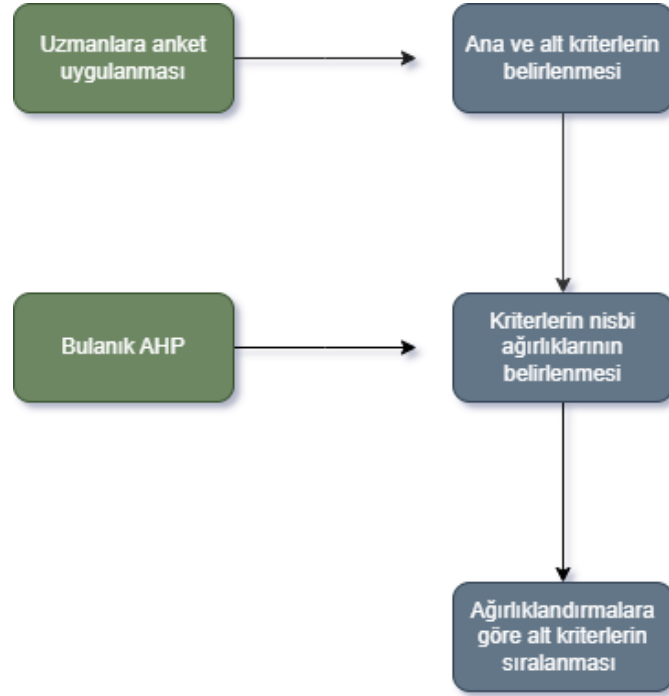 Uzmanlara anket
uygulanması
Ana ve alt kriterlerin
belirlenmesi
Bulanık AHP
Kriterlerin nisbi
ağırlıklarının
belirlenmesi
Ağırlıklandırmalara
göre alt kriterlerin
sıralanması